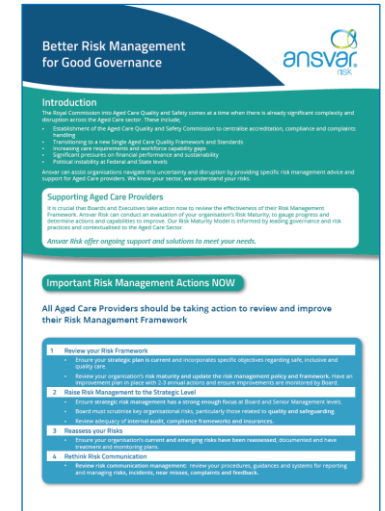 Better Risk Management
for Good Governance
ansvar
risk
Introduction
The Royal Commission into Aged Care Quality and Safety comes at a time when there is already significant complexity and
disruption across the Aged Care sector. These include;
• Establishment of the Aged Care Quality and Safety Commission to centralise accreditation, compliance and complaints
handling
• Transitioning to a new Single Aged Care Quality Framework and Standards
• Increasing care requirements and workforce capability gaps
• Significant pressures on financial performance and sustainability
• Political instability at Federal and State levels
Ansvar can assist organisations navigate this uncertainty and disruption by providing specific risk management advice and
support for Aged Care providers. We know your sector, we understand your risks.
Supporting Aged Care Providers
It is crucial that Boards and Executives take action now to review the effectiveness of their Risk Management
Framework. Ansvar Risk can conduct an evaluation of your organisation's Risk Maturity, to gauge progress and
determine actions and capabilities to improve. Our Risk Maturity Model is informed by leading governance and risk
practices and contextualised to the Aged Care Sector.
Ansvar Risk offer ongoing support and solutions to meet your needs.
Important Risk Management Actions NOW
All Aged Care Providers should be taking action to review and improve
their Risk Management Framework
1 Review your Risk Framework
• Ensure your strategic plan is current and incorporates specific objectives regarding safe, inclusive and
quality care.
• Review your organisation's risk maturity and update the risk management policy and framework. Have an
improvement plan in place with 2-3 annual actions and ensure improvements are monitored by Board.
2 Raise Risk Management to the Strategic Level
• Ensure strategic risk management has a strong enough focus at Board and Senior Management levels.
• Board must scrutinise key organisational risks, particularly those related to quality and safeguarding.
• Review adequacy of internal audit, compliance frameworks and insurances.
3 Reassess your Risks
• Ensure your organisation's current and emerging risks have been reassessed, documented and have
treatment and monitoring plans.
4 Rethink Risk Communication
• Review risk communication management: review your procedures, guidances and systems for reporting
and managing risks, incidents, near misses, complaints and feedback.